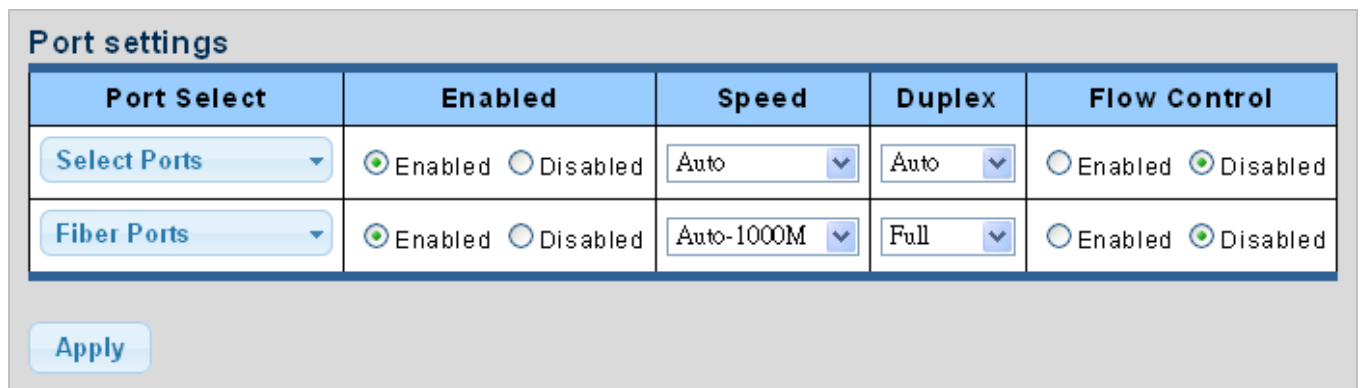 Port settings
Port Select Enabled Speed Duplex Flow Control
Select Ports Enabled Disabled Auto Auto Enabled Disabled
Fiber Ports Enabled Disabled Auto-1000M Full Enabled Disabled
Apply